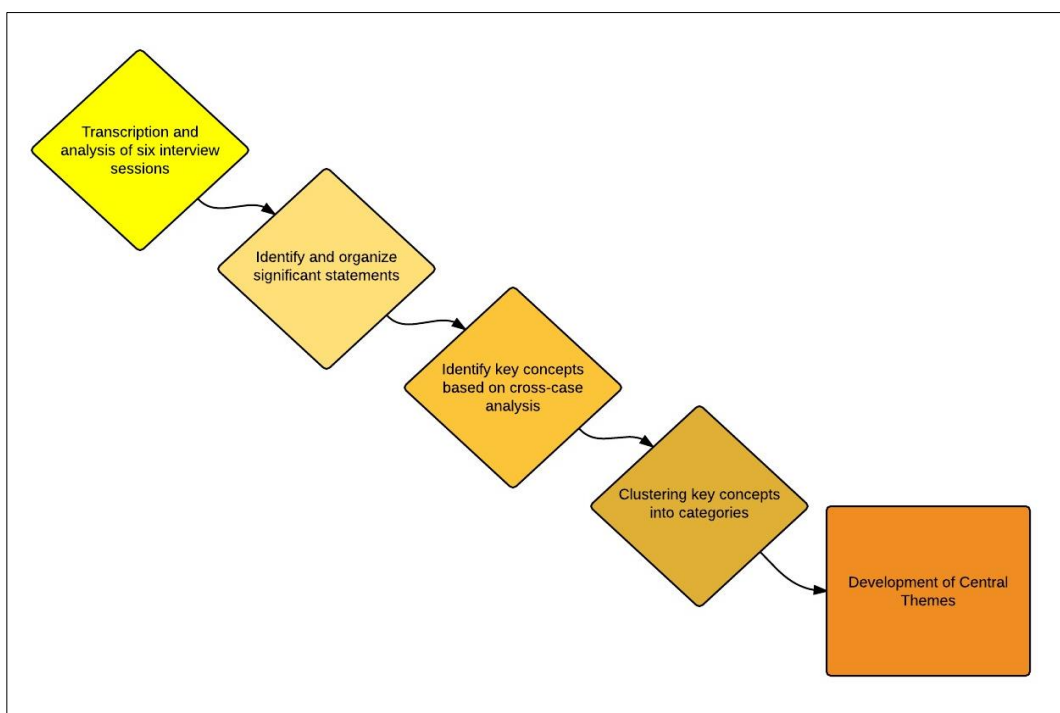 Transcription and
analysis of six interview
sessions
Identify and organize
significant statements
Identify key concepts
based on cross-case
analysis
Clustering key concepts
into categories
Development of Central
Themes